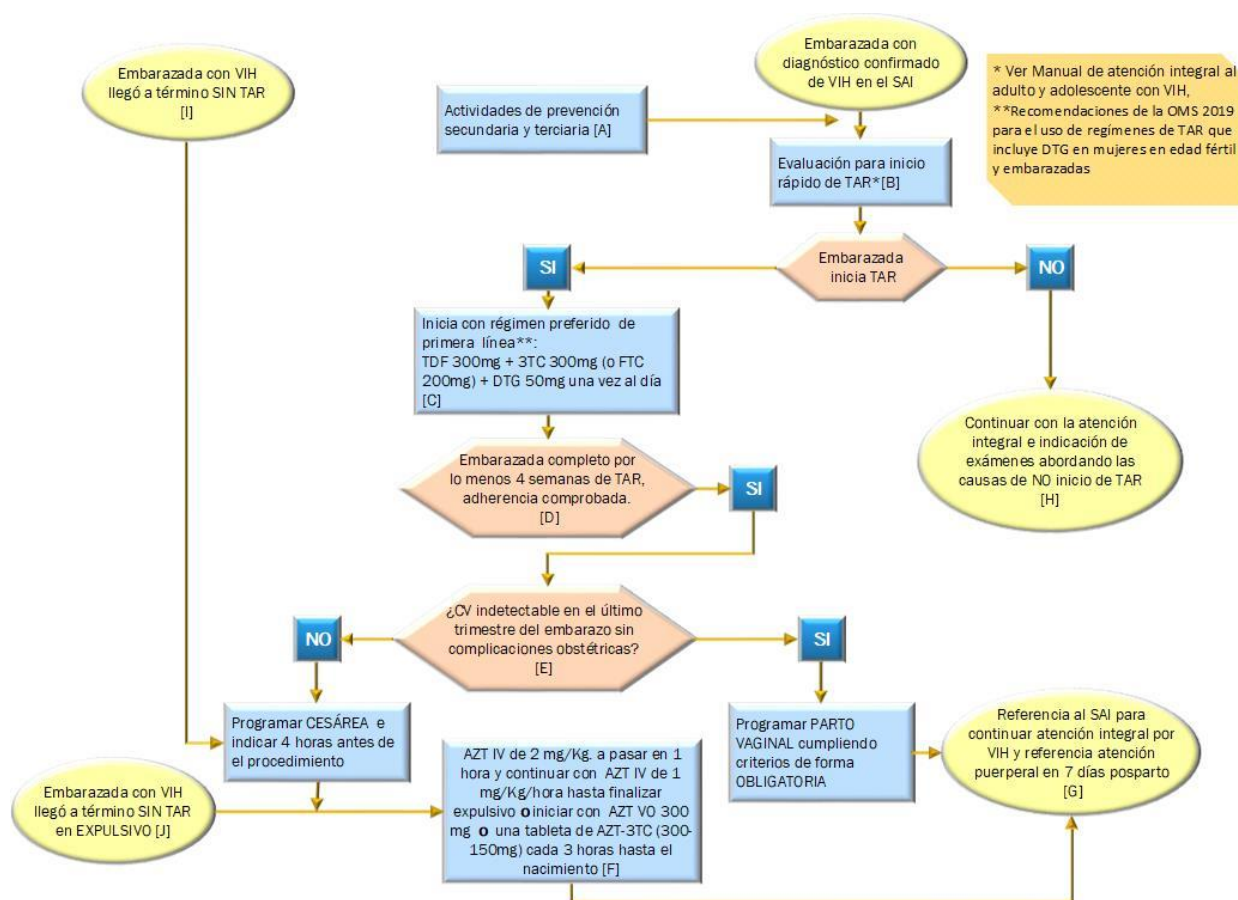 Embarazada con VIH
llegó a término SIN TAR
[I]
Embarazada con
diagnóstico confirmado
de VIH en el SAI
* Ver Manual de atención integral al
adulto y adolescente con VIH,
**Recomendaciones de la OMS 2019
para el uso de regímenes de TAR que
incluye DTG en mujeres en edad fértil
y embarazadas
Actividades de prevención
secundaria y terciaria [A]
Evaluación para inicio
rápido de TAR*[B]
Embarazada
inicia TAR
SI
NO
Inicia con régimen preferido de
primera línea**:
TDF 300mg + 3TC 300mg (o FTC
200mg) + DTG 50mg una vez al día
[C]
Continuar con la atención
integral e indicación de
exámenes abordando las
causas de NO inicio de TAR
[H]
Embarazada completo por
lo menos 4 semanas de TAR,
adherencia comprobada.
[D]
SI
¿CV indetectable en el último
trimestre del embarazo sin
complicaciones obstétricas?
[E]
NO
SI
Programar CESÁREA e
indicar 4 horas antes de
el procedimiento
Programar PARTO
VAGINAL cumpliendo
criterios de forma
OBLIGATORIA
Referencia al SAI para
continuar atención integral por
VIH y referencia atención
puerperal en 7 días posparto
[G]
Embarazada con VIH
llegó a término SIN TAR
en EXPULSIVO [J]
AZT IV de 2 mg/Kg. a pasar en 1
hora y continuar con AZT IV de 1
mg/Kg/hora hasta finalizar
expulsivo o iniciar con AZT VO 300
mg o una tableta de AZT-3TC (300-
150mg) cada 3 horas hasta el
nacimiento [F]